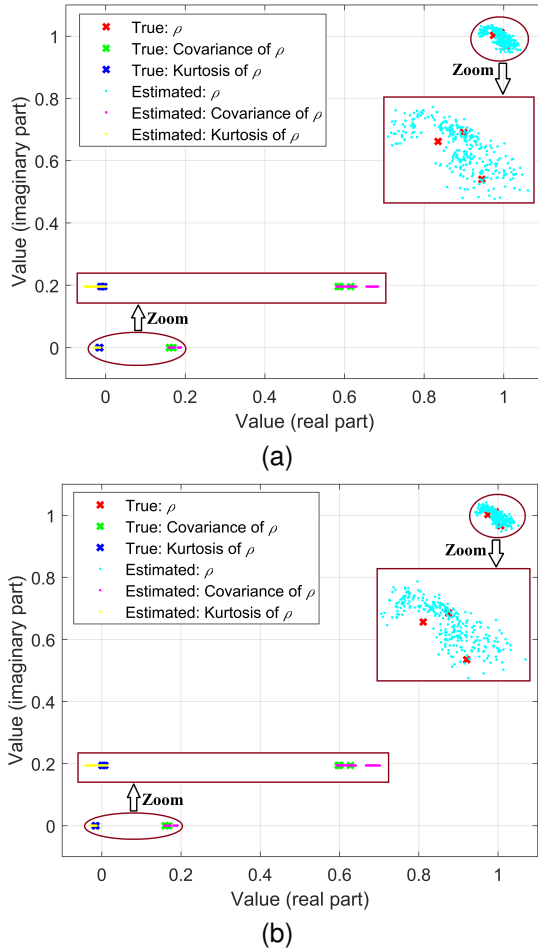 True: ρ
True: Covariance of ρ
True: Kurtosis of ρ
Estimated: ρ
Estimated: Covariance of ρ
Estimated: Kurtosis of ρ
Zoom
Zoom
1
0.8
0.6
0.4
0.2
0
Value (imaginary part)
0 0.2 0.4 0.6 0.8 1
Value (real part)
(a)
True: ρ
True: Covariance of ρ
True: Kurtosis of ρ
Estimated: ρ
Estimated: Covariance of ρ
Estimated: Kurtosis of ρ
Zoom
Zoom
1
0.8
0.6
0.4
0.2
0
Value (imaginary part)
0 0.2 0.4 0.6 0.8 1
Value (real part)
(b)